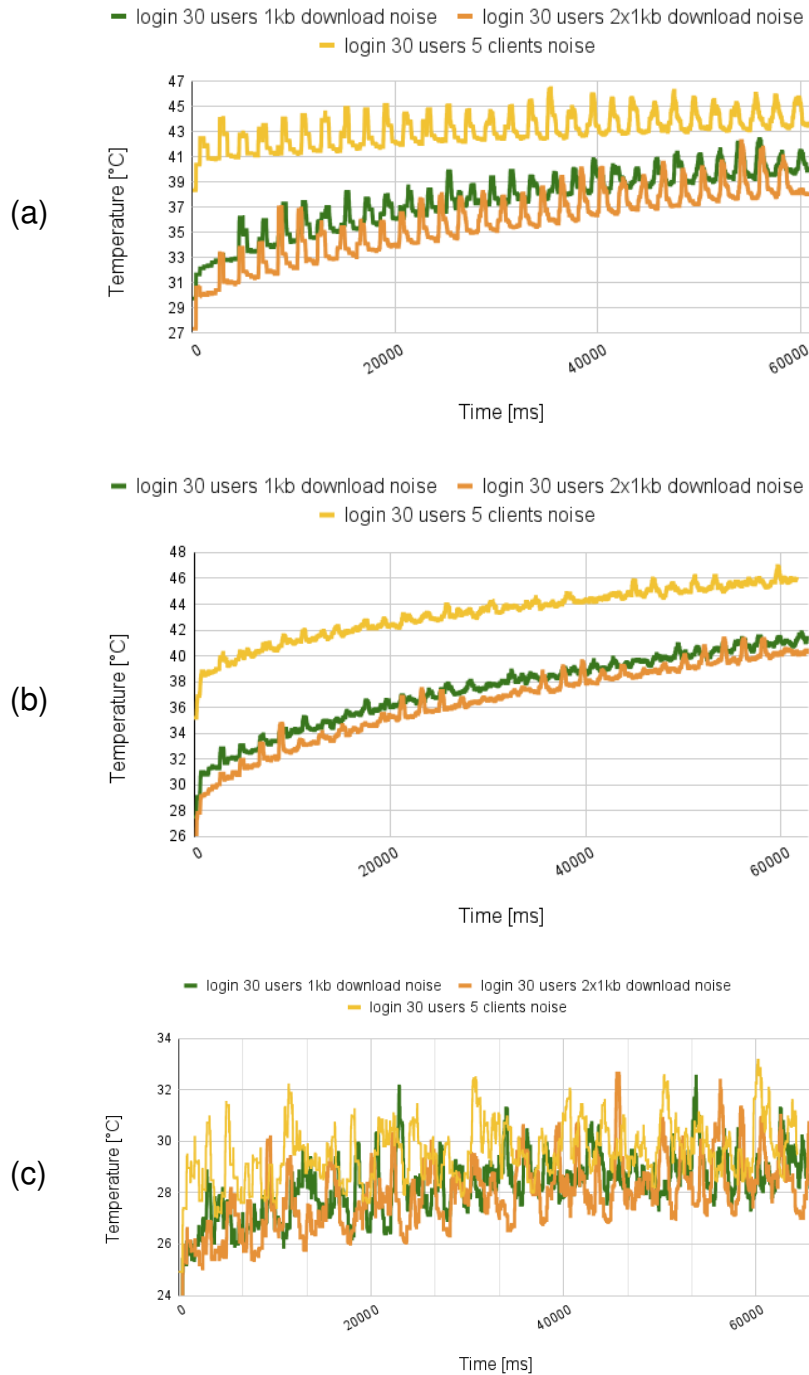 login 30 users 1kb download noise login 30 users 2x1kb download noise
login 30 users 5 clients noise
(a)
Temperature [°C]
47
45
43
41
39
37
35
33
31
29
27
0 20000 40000 60000
Time [ms]
login 30 users 1kb download noise login 30 users 2x1kb download noise
login 30 users 5 clients noise
(b)
Temperature [°C]
48
46
44
42
40
38
36
34
32
30
28
26
0 20000 40000 60000
Time [ms]
login 30 users 1kb download noise login 30 users 2x1kb download noise
login 30 users 5 clients noise
(c)
Temperature [°C]
34
32
30
28
26
24
0 20000 40000 60000
Time [ms]